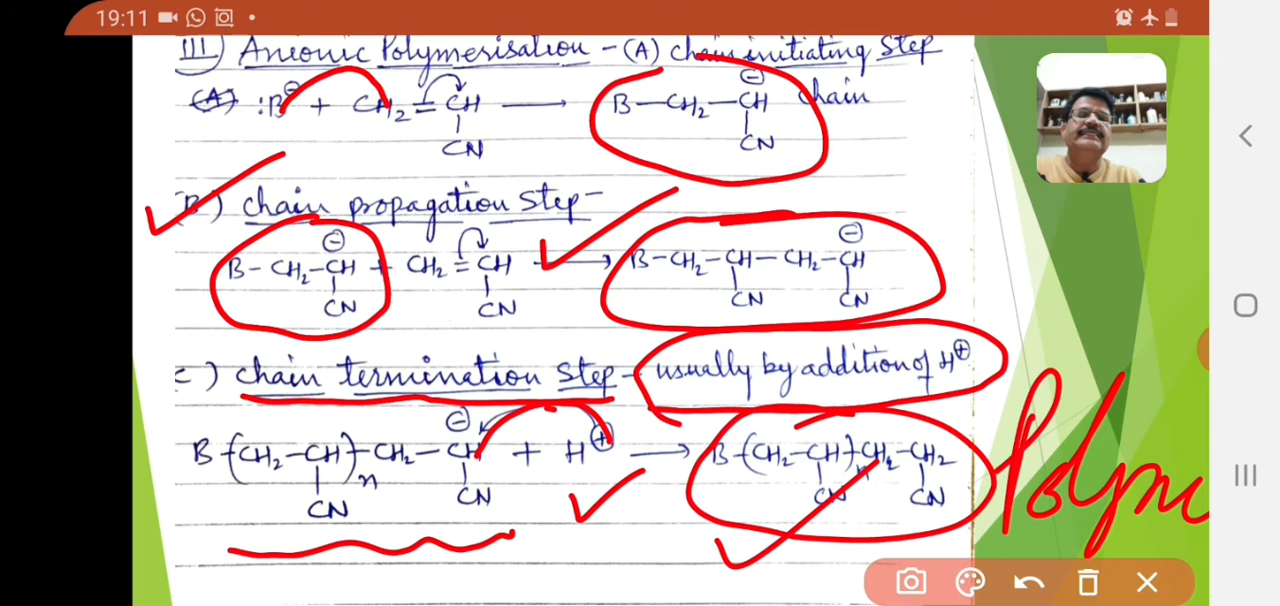 19:11
III) Anionic Polymerisation - (A) chain initiating step
(A) :B⊖ + CH2=CH ⟶ B-CH2-CH⊖ chain
CN CN
(B) chain propagation step-
B-CH2-CH⊖ + CH2=CH ⟶ B-CH2-CH-CH2-CH⊖
CN CN CN CN
c) chain termination step - usually by addition of H⊕
B-(CH2-CH)n-CH2-CH⊖ + H⊕ ⟶ B-(CH2-CH)n-CH2-CH2
CN CN CN CN
Polym